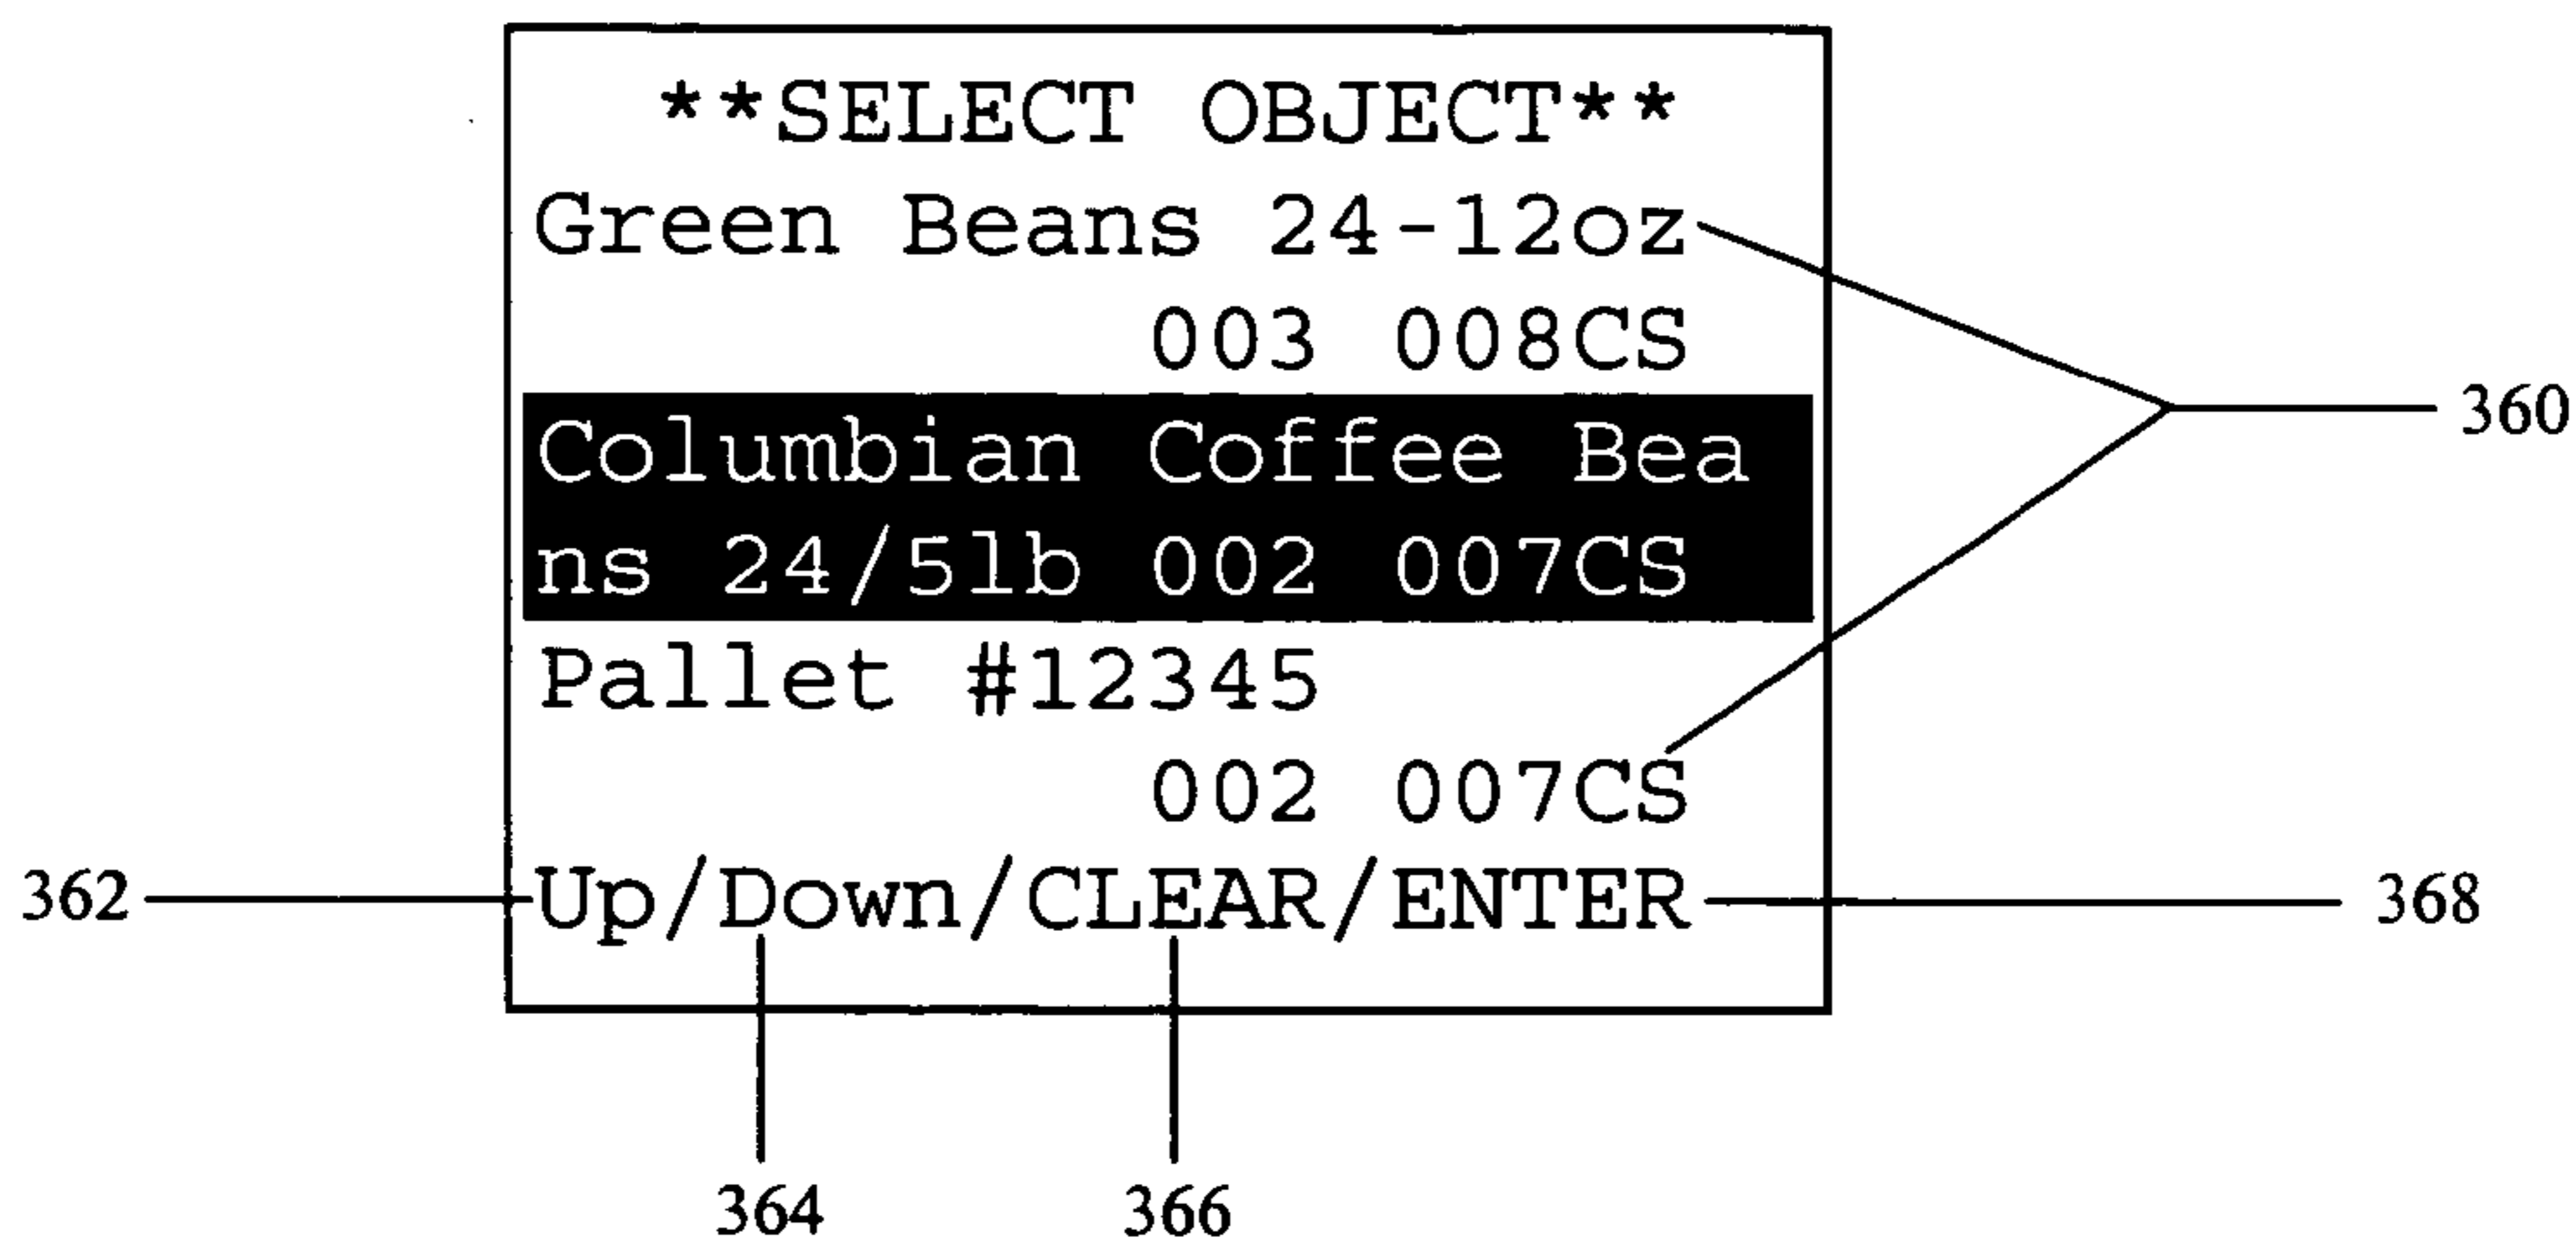 **SELECT OBJECT**
Green Beans 24-12oz
003 008CS
360
Columbian Coffee Bea
ns 24/5lb 002 007CS
Pallet #12345
002 007CS
362
Up/Down/CLEAR/ENTER
368
364
366